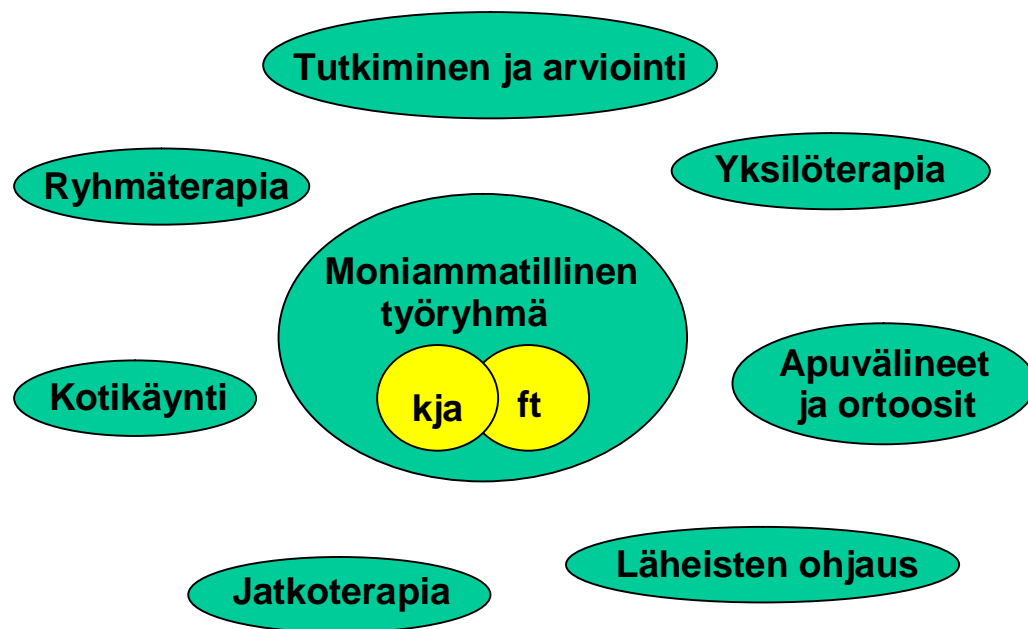 Tutkiminen ja arviointi
Ryhmäterapia
Yksilöterapia
Moniammatillinen
työryhmä
kja
ft
Kotikäynti
Apuvälineet
ja ortoosit
Jatkoterapia
Läheisten ohjaus